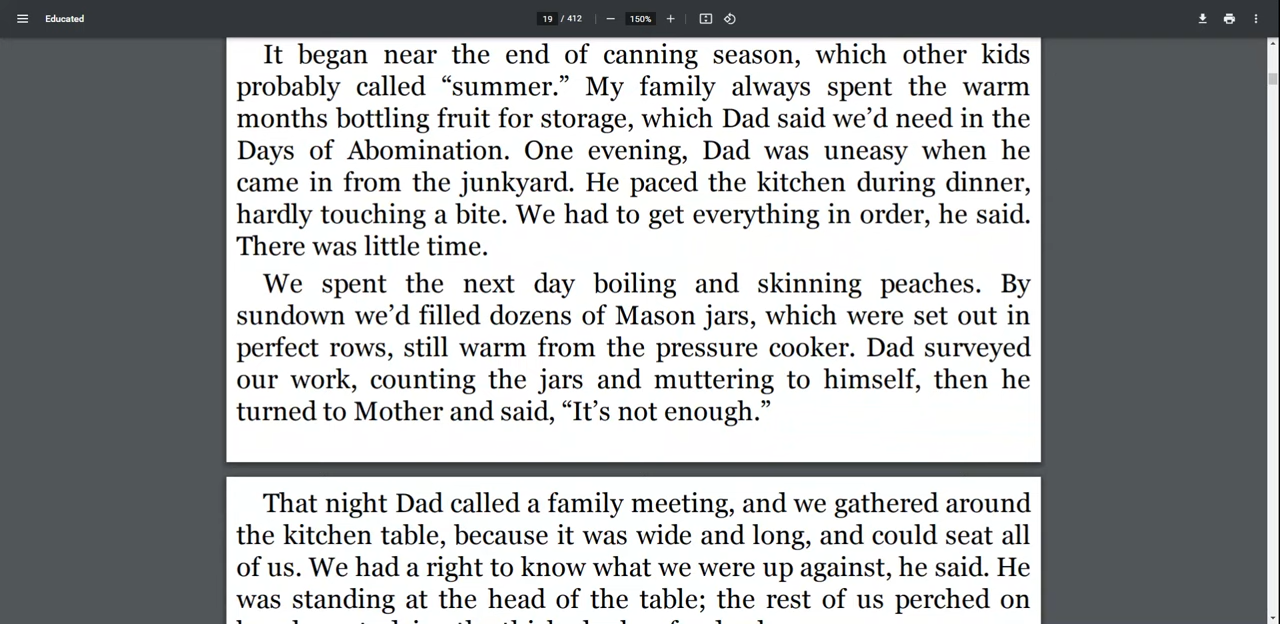 Educated
19 / 412
150%
It began near the end of canning season, which other kids
probably called “summer.” My family always spent the warm
months bottling fruit for storage, which Dad said we’d need in the
Days of Abomination. One evening, Dad was uneasy when he
came in from the junkyard. He paced the kitchen during dinner,
hardly touching a bite. We had to get everything in order, he said.
There was little time.
We spent the next day boiling and skinning peaches. By
sundown we’d filled dozens of Mason jars, which were set out in
perfect rows, still warm from the pressure cooker. Dad surveyed
our work, counting the jars and muttering to himself, then he
turned to Mother and said, “It’s not enough.”
That night Dad called a family meeting, and we gathered around
the kitchen table, because it was wide and long, and could seat all
of us. We had a right to know what we were up against, he said. He
was standing at the head of the table; the rest of us perched on